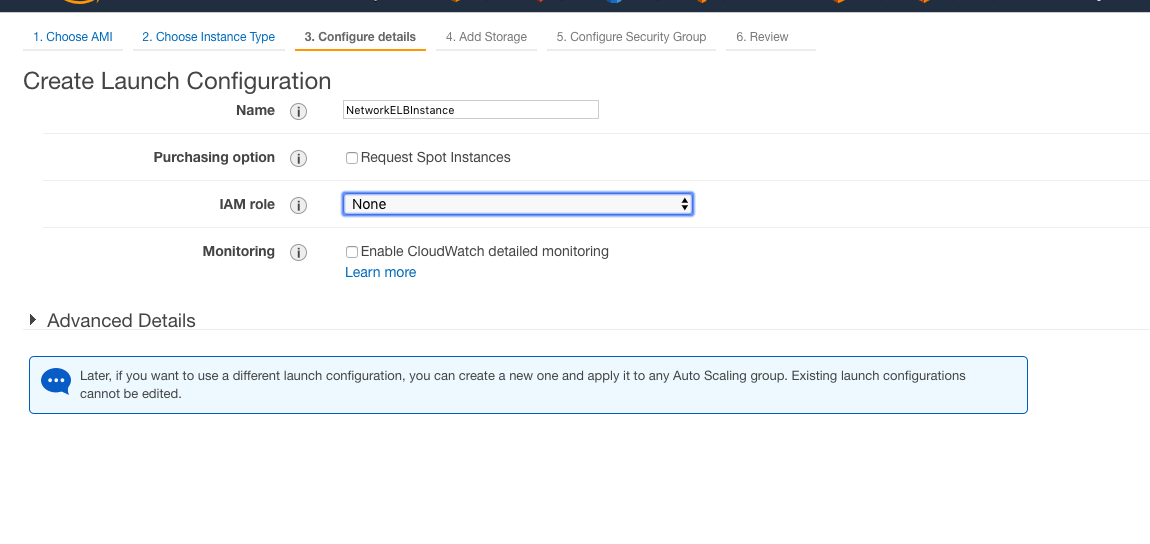 1. Choose AMI 2. Choose Instance Type 3. Configure details 4. Add Storage 5. Configure Security Group 6. Review
Create Launch Configuration
Name i NetworkELBInstance
Purchasing option i Request Spot Instances
IAM role i None
Monitoring i Enable CloudWatch detailed monitoring
Learn more
Advanced Details
Later, if you want to use a different launch configuration, you can create a new one and apply it to any Auto Scaling group. Existing launch configurations
cannot be edited.